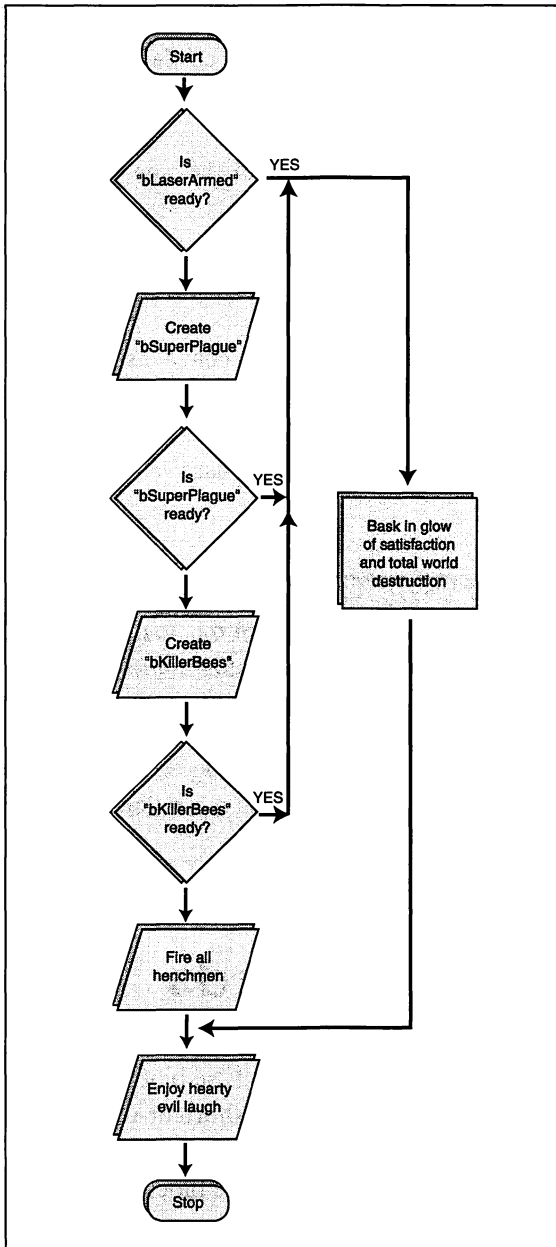 Start
Is
"bLaserArmed"
ready?
YES
Create
"bSuperPlague"
Is
"bSuperPlague"
ready?
YES
Bask in glow
of satisfaction
and total world
destruction
Create
"bKillerBees"
Is
"bKillerBees"
ready?
YES
Fire all
henchmen
Enjoy hearty
evil laugh
Stop